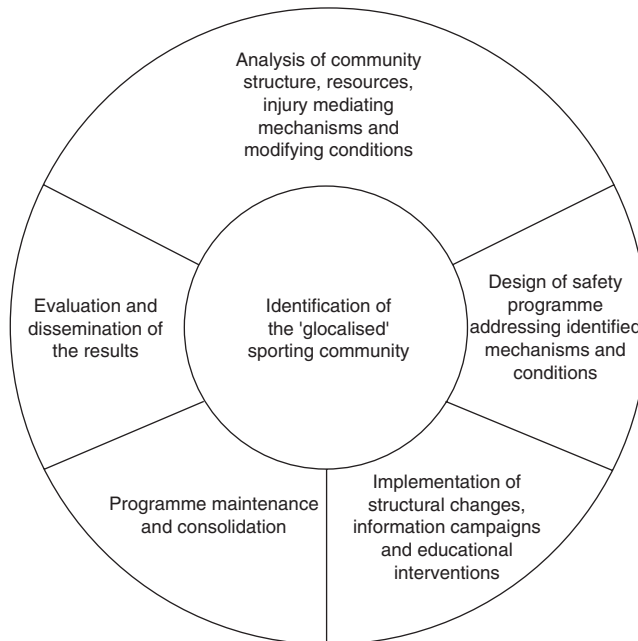 Analysis of community
structure, resources,
injury mediating
mechanisms and
modifying conditions
Design of safety
programme
addressing identified
mechanisms and
conditions
Implementation of
structural changes,
information campaigns
and educational
interventions
Programme maintenance
and consolidation
Evaluation and
dissemination of
the results
Identification of
the 'glocalised'
sporting community